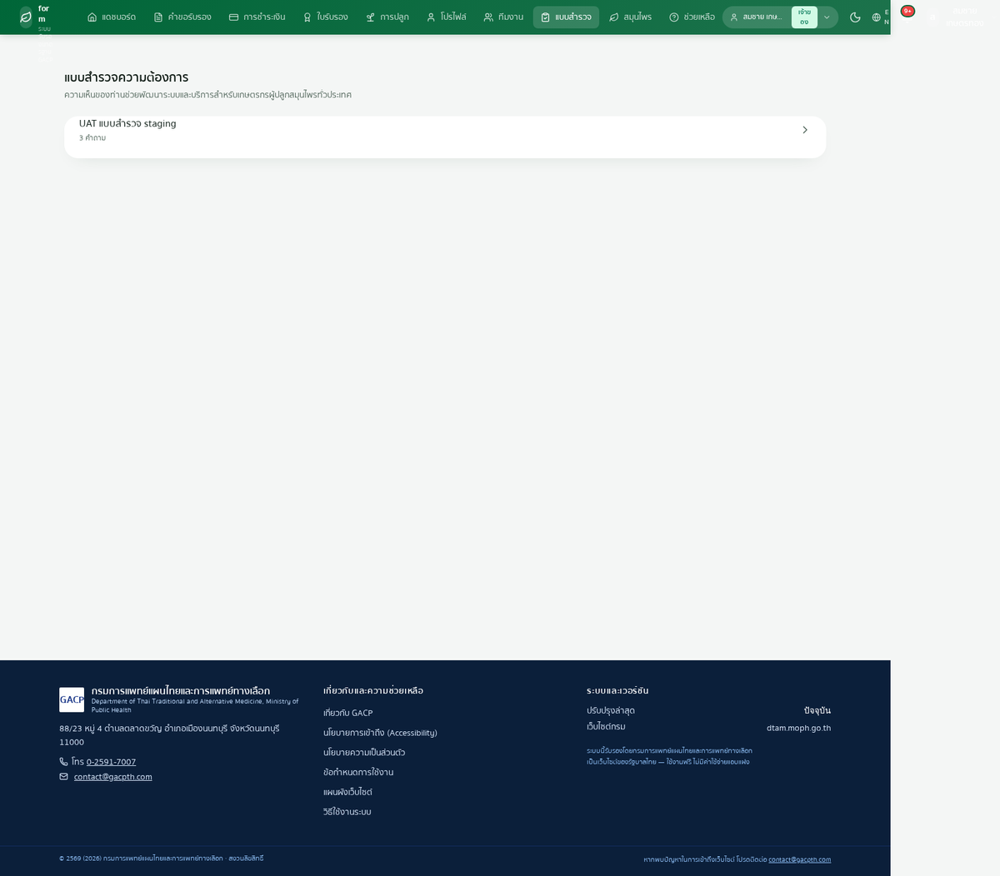 for
m
ระบบ
แดชบอร์ด
คำขอรับรอง
การชำระเงิน
ใบรับรอง
การปลูก
โปรไฟล์
ทีมงาน
แบบสำรวจ
สมุนไพร
ช่วยเหลือ
สมชาย เกษ...
เจ้าข
อง
E
N
9+
แบบสำรวจความต้องการ
ความเห็นของท่านช่วยพัฒนาระบบและบริการสำหรับเกษตรกรผู้ปลูกสมุนไพรทั่วประเทศ
UAT แบบสำรวจ staging
3 คำถาม
GACP
กรมการแพทย์แผนไทยและการแพทย์ทางเลือก
Department of Thai Traditional and Alternative Medicine, Ministry of
Public Health
88/23 หมู่ 4 ตำบลตลาดขวัญ อำเภอเมืองนนทบุรี จังหวัดนนทบุรี
11000
โทร 0-2591-7007
contact@gacpth.com
เกี่ยวกับและความช่วยเหลือ
เกี่ยวกับ GACP
นโยบายการเข้าถึง (Accessibility)
นโยบายความเป็นส่วนตัว
ข้อกำหนดการใช้งาน
แผนผังเว็บไซต์
วิธีใช้งานระบบ
ระบบและเวอร์ชัน
ปรับปรุงล่าสุด ปัจจุบัน
เว็บไซต์กรม dtam.moph.go.th
ระบบนี้รับรองโดยกรมการแพทย์แผนไทยและการแพทย์ทางเลือก
เป็นเว็บไซต์ของรัฐบาลไทย — ใช้งานฟรี ไม่มีค่าใช้จ่ายแอบแฝง
© 2569 (2026) กรมการแพทย์แผนไทยและการแพทย์ทางเลือก · สงวนลิขสิทธิ์
หากพบปัญหาในการเข้าถึงเว็บไซต์ โปรดติดต่อ contact@gacpth.com